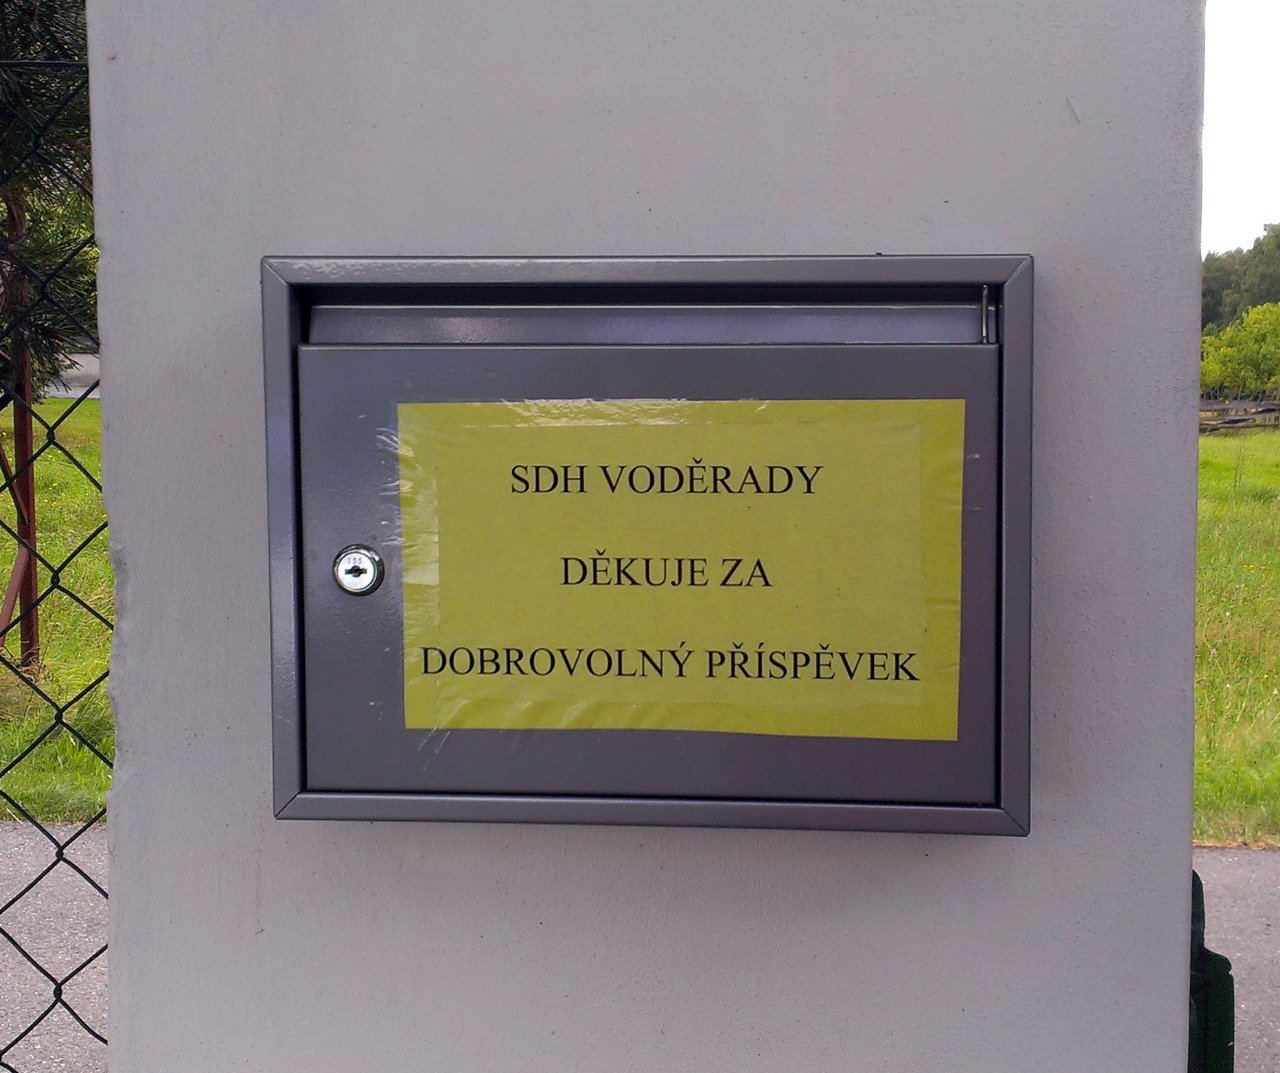 SDH VODĚRADY
DĚKUJE ZA
DOBROVOLNÝ PŘÍSPĚVEK